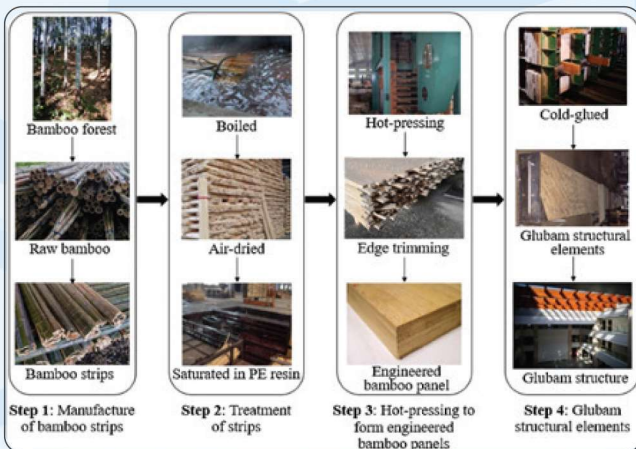 Bamboo forest
Raw bamboo
Bamboo strips
Step 1: Manufacture
of bamboo strips
Boiled
Air-dried
Saturated in PE resin
Step 2: Treatment
of strips
Hot-pressing
Edge trimming
Engineered
bamboo panel
Step 3: Hot-pressing to
form engineered
bamboo panels
Cold-glued
Glubam structural
elements
Glubam structure
Step 4: Glubam
structural elements